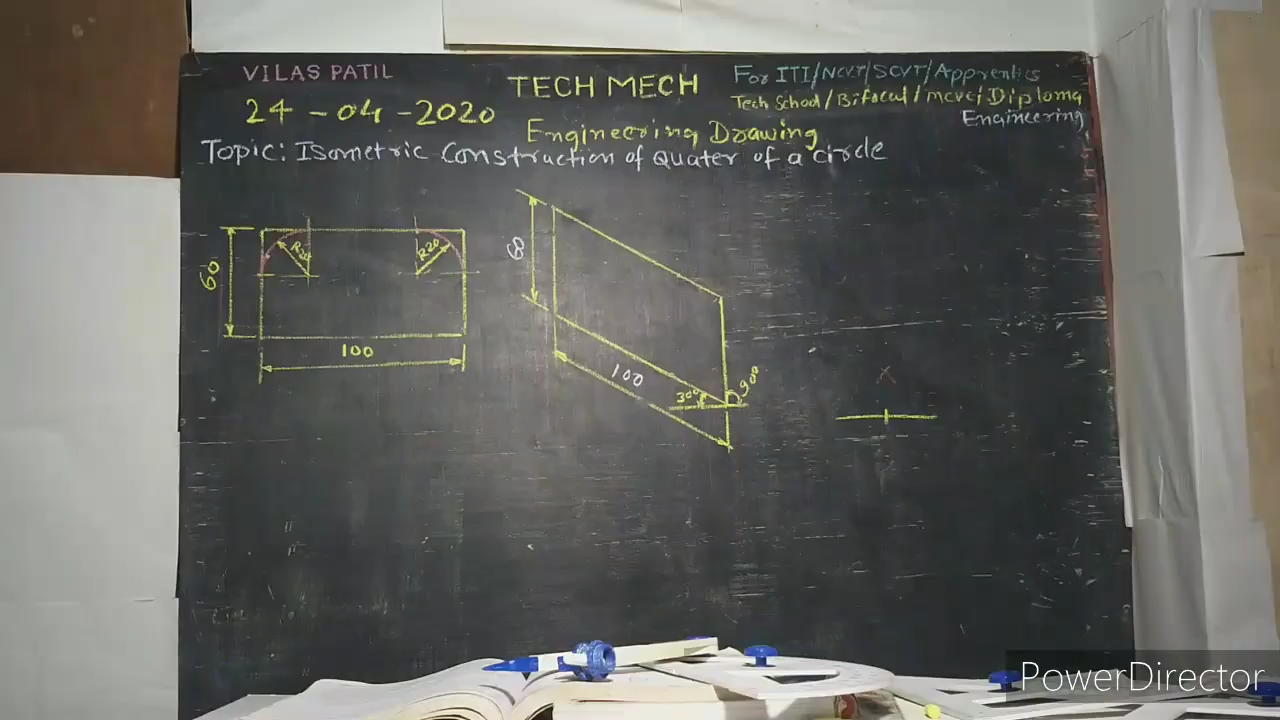 VILAS PATIL
24-04-2020
TECH MECH
For ITI/NCVT/SCVT/Apprentics
Tech School/Bifocal/mcvc/Diploma
Engineering
Engineering Drawing
Topic: Isometric Construction of Quater of a circle
R20
R20
60
100
60
100
30°
90°
x
PowerDirector